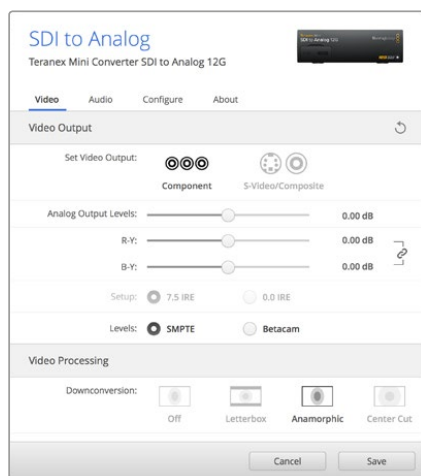 SDI to Analog
Teranex Mini Converter SDI to Analog 12G
Video Audio Configure About
Video Output
Set Video Output:
Component S-Video/Composite
Analog Output Levels: 0.00 dB
R-Y: 0.00 dB
B-Y: 0.00 dB
Setup: 7.5 IRE 0.0 IRE
Levels: SMPTE Betacam
Video Processing
Downconversion:
Off Letterbox Anamorphic Center Cut
Cancel Save